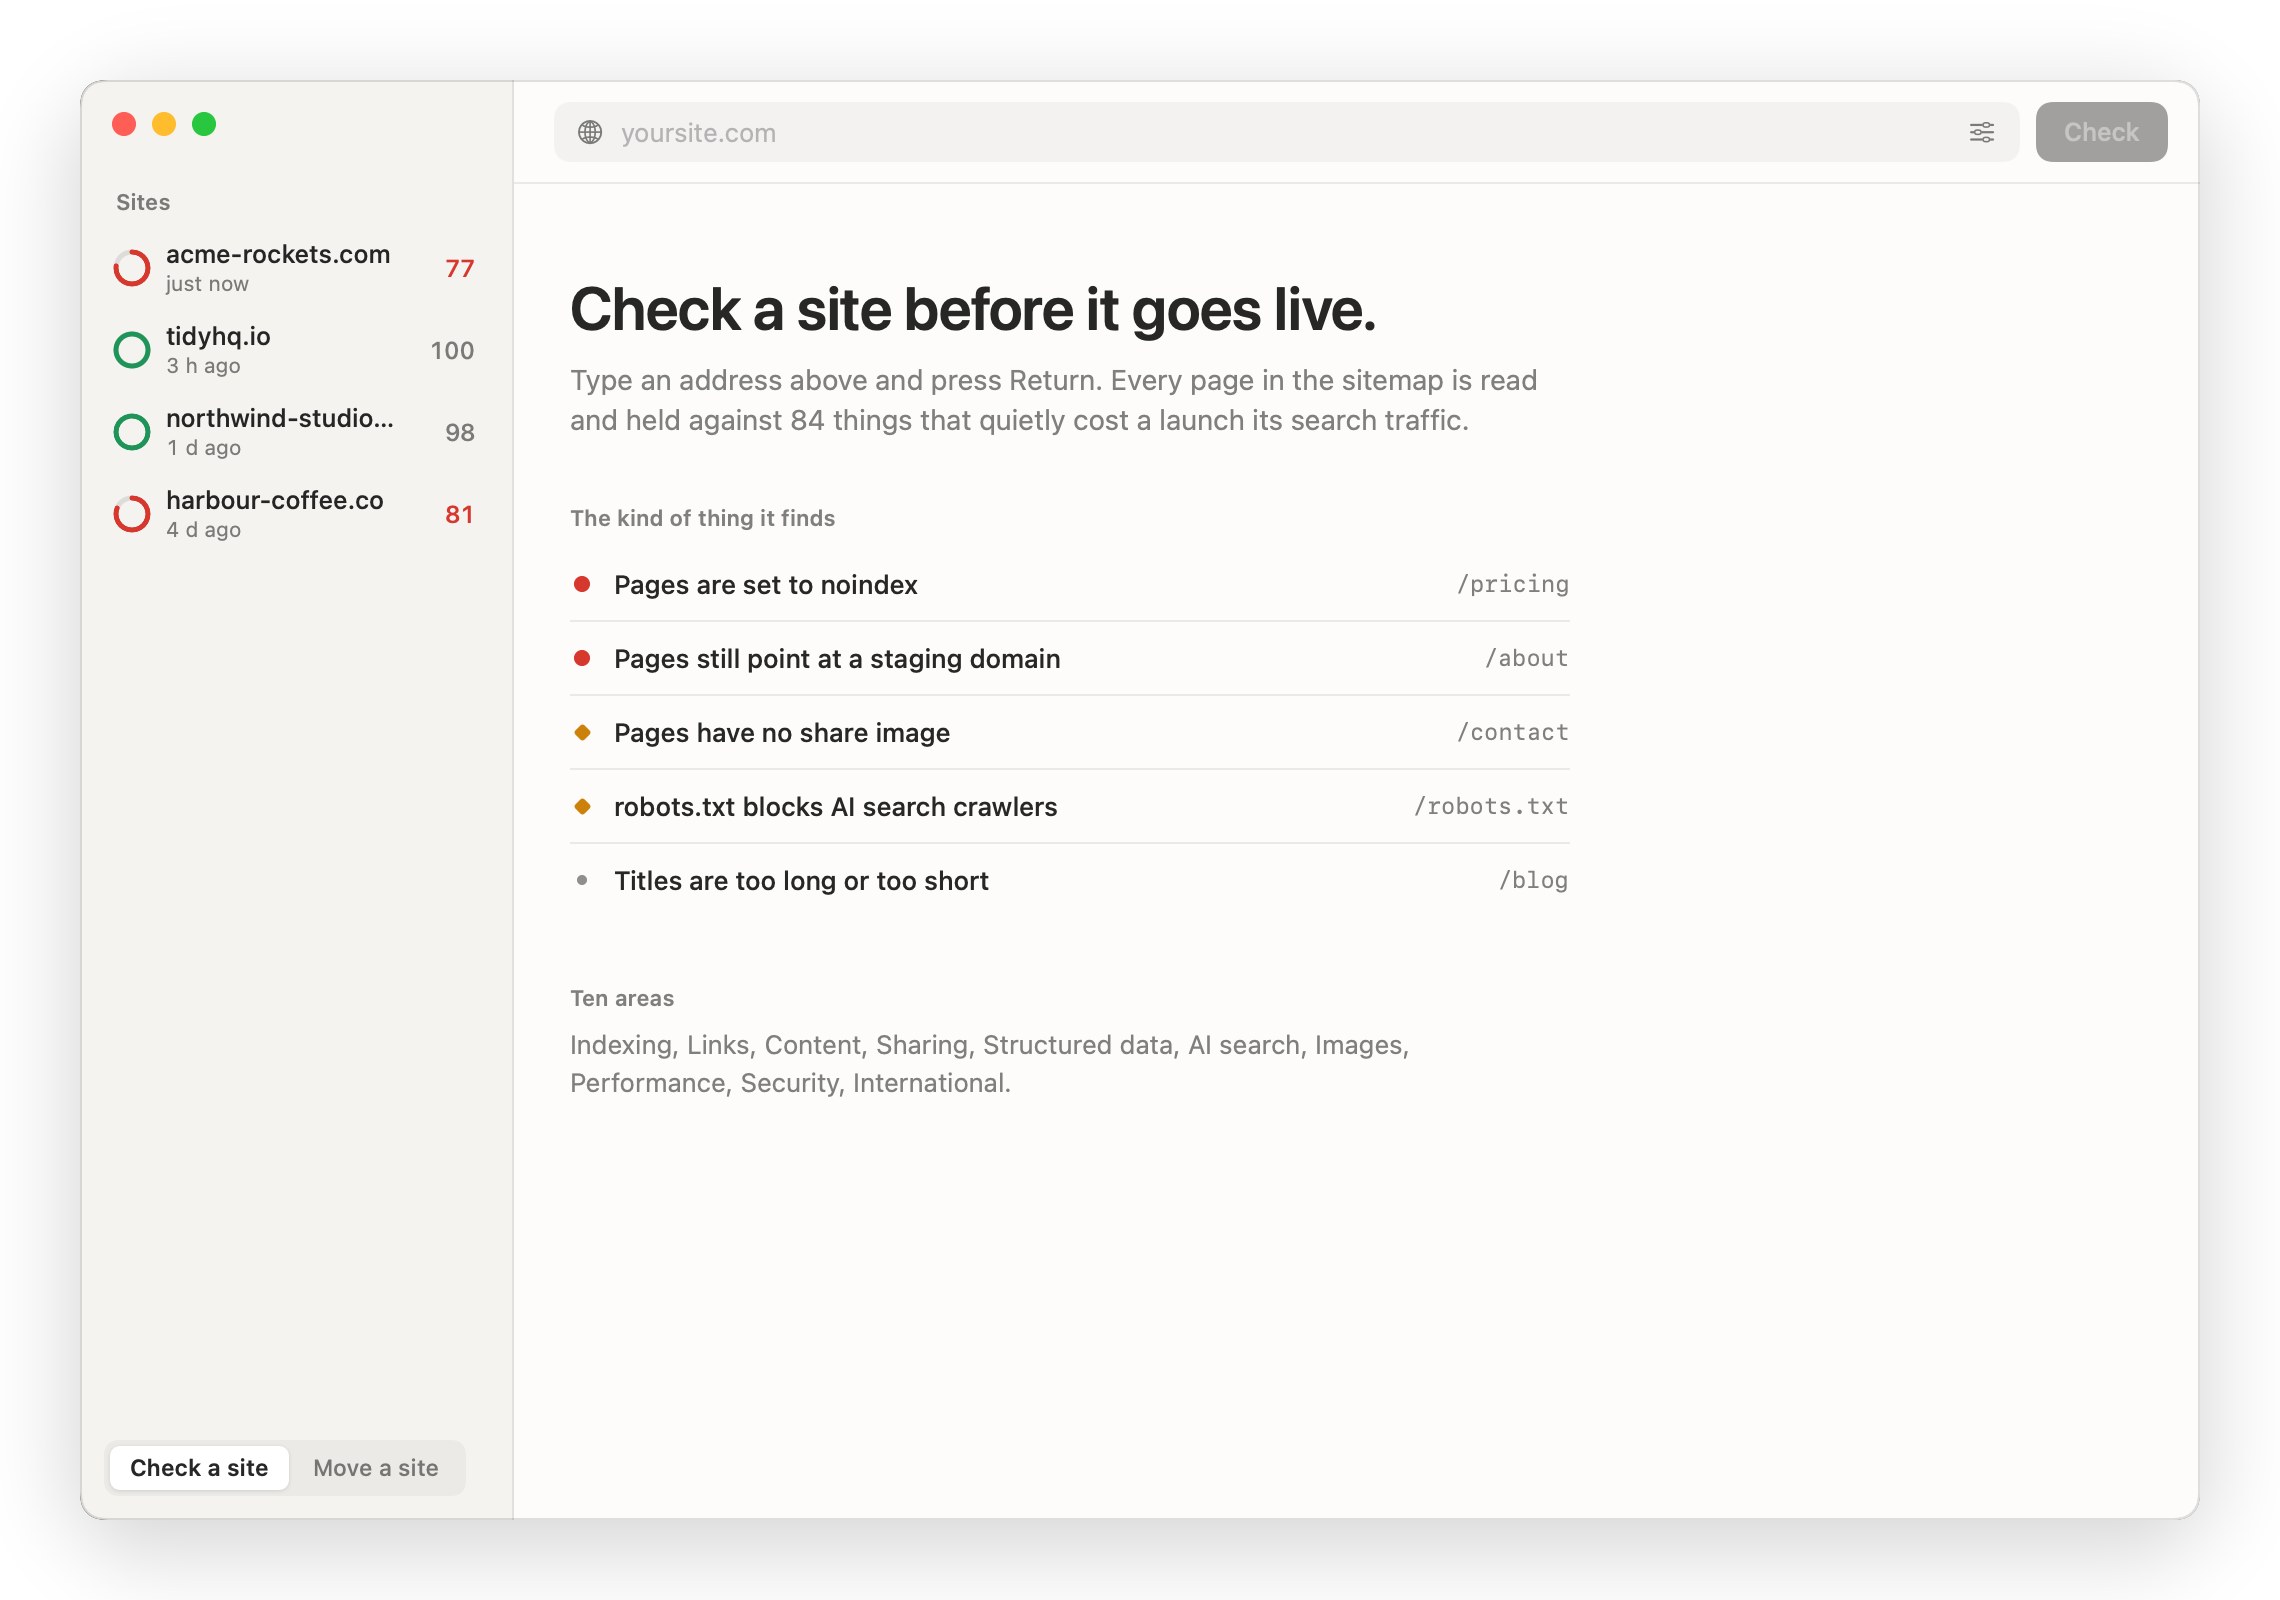 yoursite.com
Check
Sites
acme-rockets.com
just now
77
tidyhq.io
3 h ago
100
northwind-studio...
1 d ago
98
harbour-coffee.co
4 d ago
81
Check a site
Move a site
Check a site before it goes live.
Type an address above and press Return. Every page in the sitemap is read
and held against 84 things that quietly cost a launch its search traffic.
The kind of thing it finds
Pages are set to noindex /pricing
Pages still point at a staging domain /about
Pages have no share image /contact
robots.txt blocks AI search crawlers /robots.txt
Titles are too long or too short /blog
Ten areas
Indexing, Links, Content, Sharing, Structured data, AI search, Images,
Performance, Security, International.